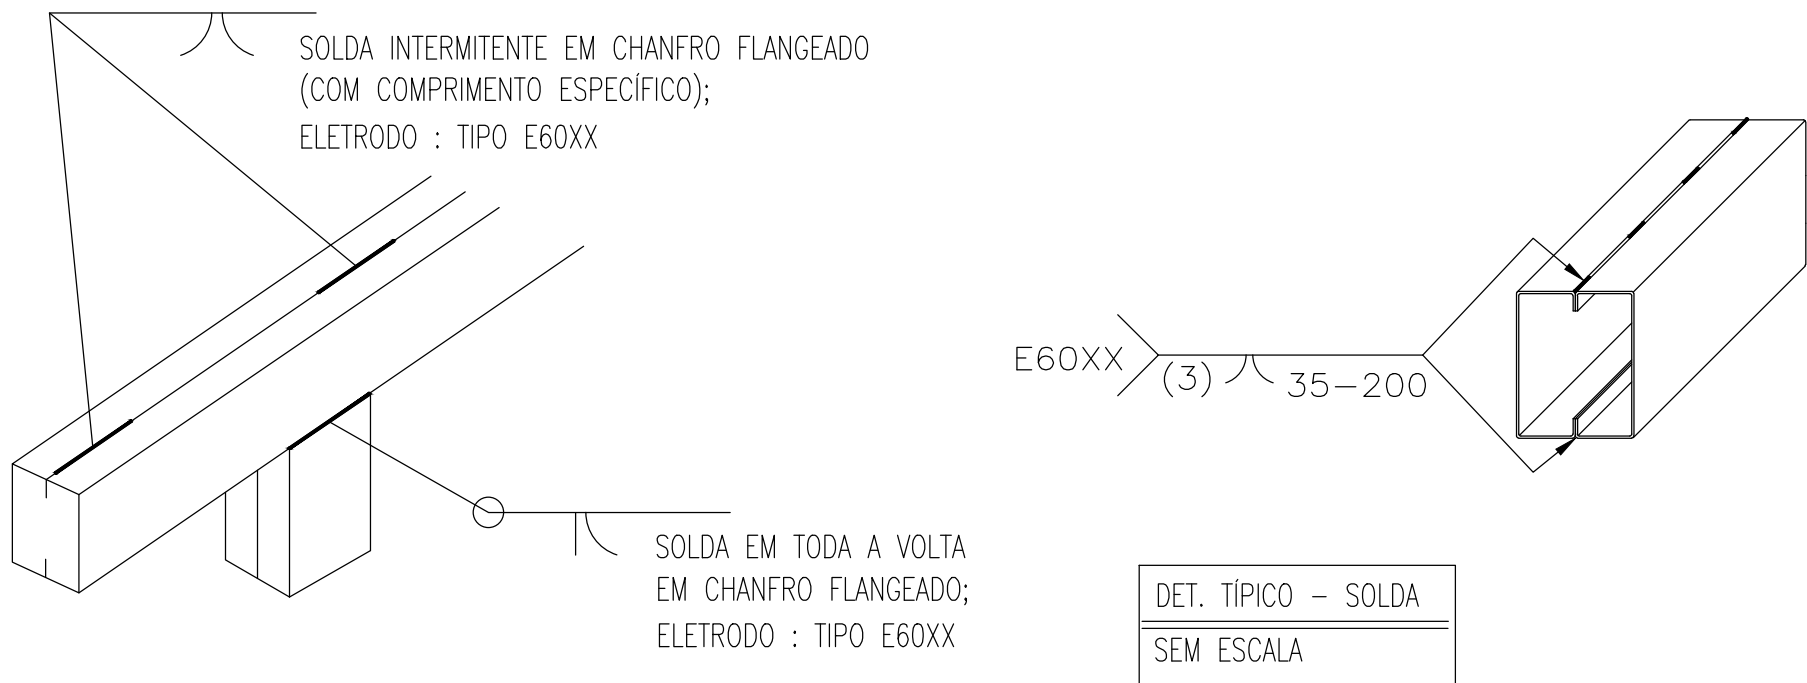 SOLDA INTERMITENTE EM CHANFRO FLANGEADO
(COM COMPRIMENTO ESPECÍFICO);
ELETRODO : TIPO E60XX
E60XX
(3)
35-200
SOLDA EM TODA A VOLTA
EM CHANFRO FLANGEADO;
ELETRODO : TIPO E60XX
DET. TÍPICO - SOLDA
SEM ESCALA